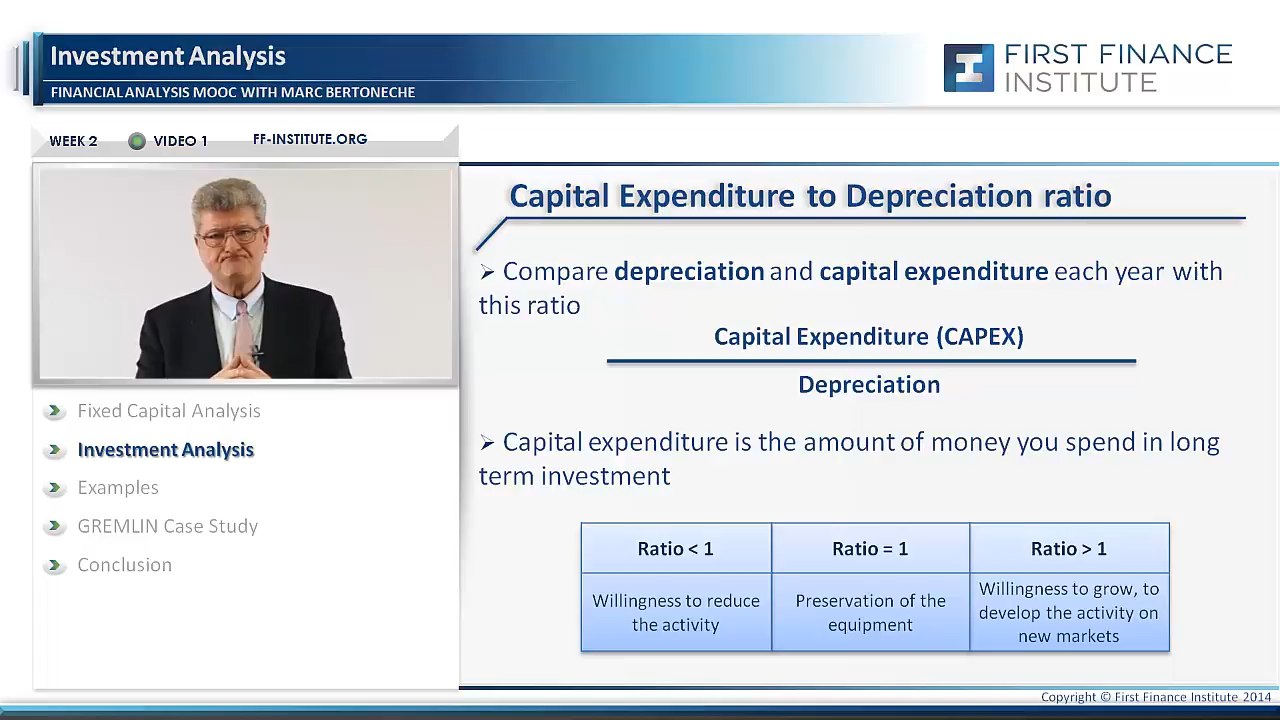 Investment Analysis
FINANCIAL ANALYSIS MOOC WITH MARC BERTONECHE
FIRST FINANCE
INSTITUTE
WEEK 2 VIDEO 1 FF-INSTITUTE.ORG
Fixed Capital Analysis
Investment Analysis
Examples
GREMLIN Case Study
Conclusion
Capital Expenditure to Depreciation ratio
➢ Compare depreciation and capital expenditure each year with
this ratio
Capital Expenditure (CAPEX)
Depreciation
➢ Capital expenditure is the amount of money you spend in long
term investment
Ratio < 1
Ratio = 1
Ratio > 1
Willingness to reduce
the activity
Preservation of the
equipment
Willingness to grow, to
develop the activity on
new markets
Copyright © First Finance Institute 2014